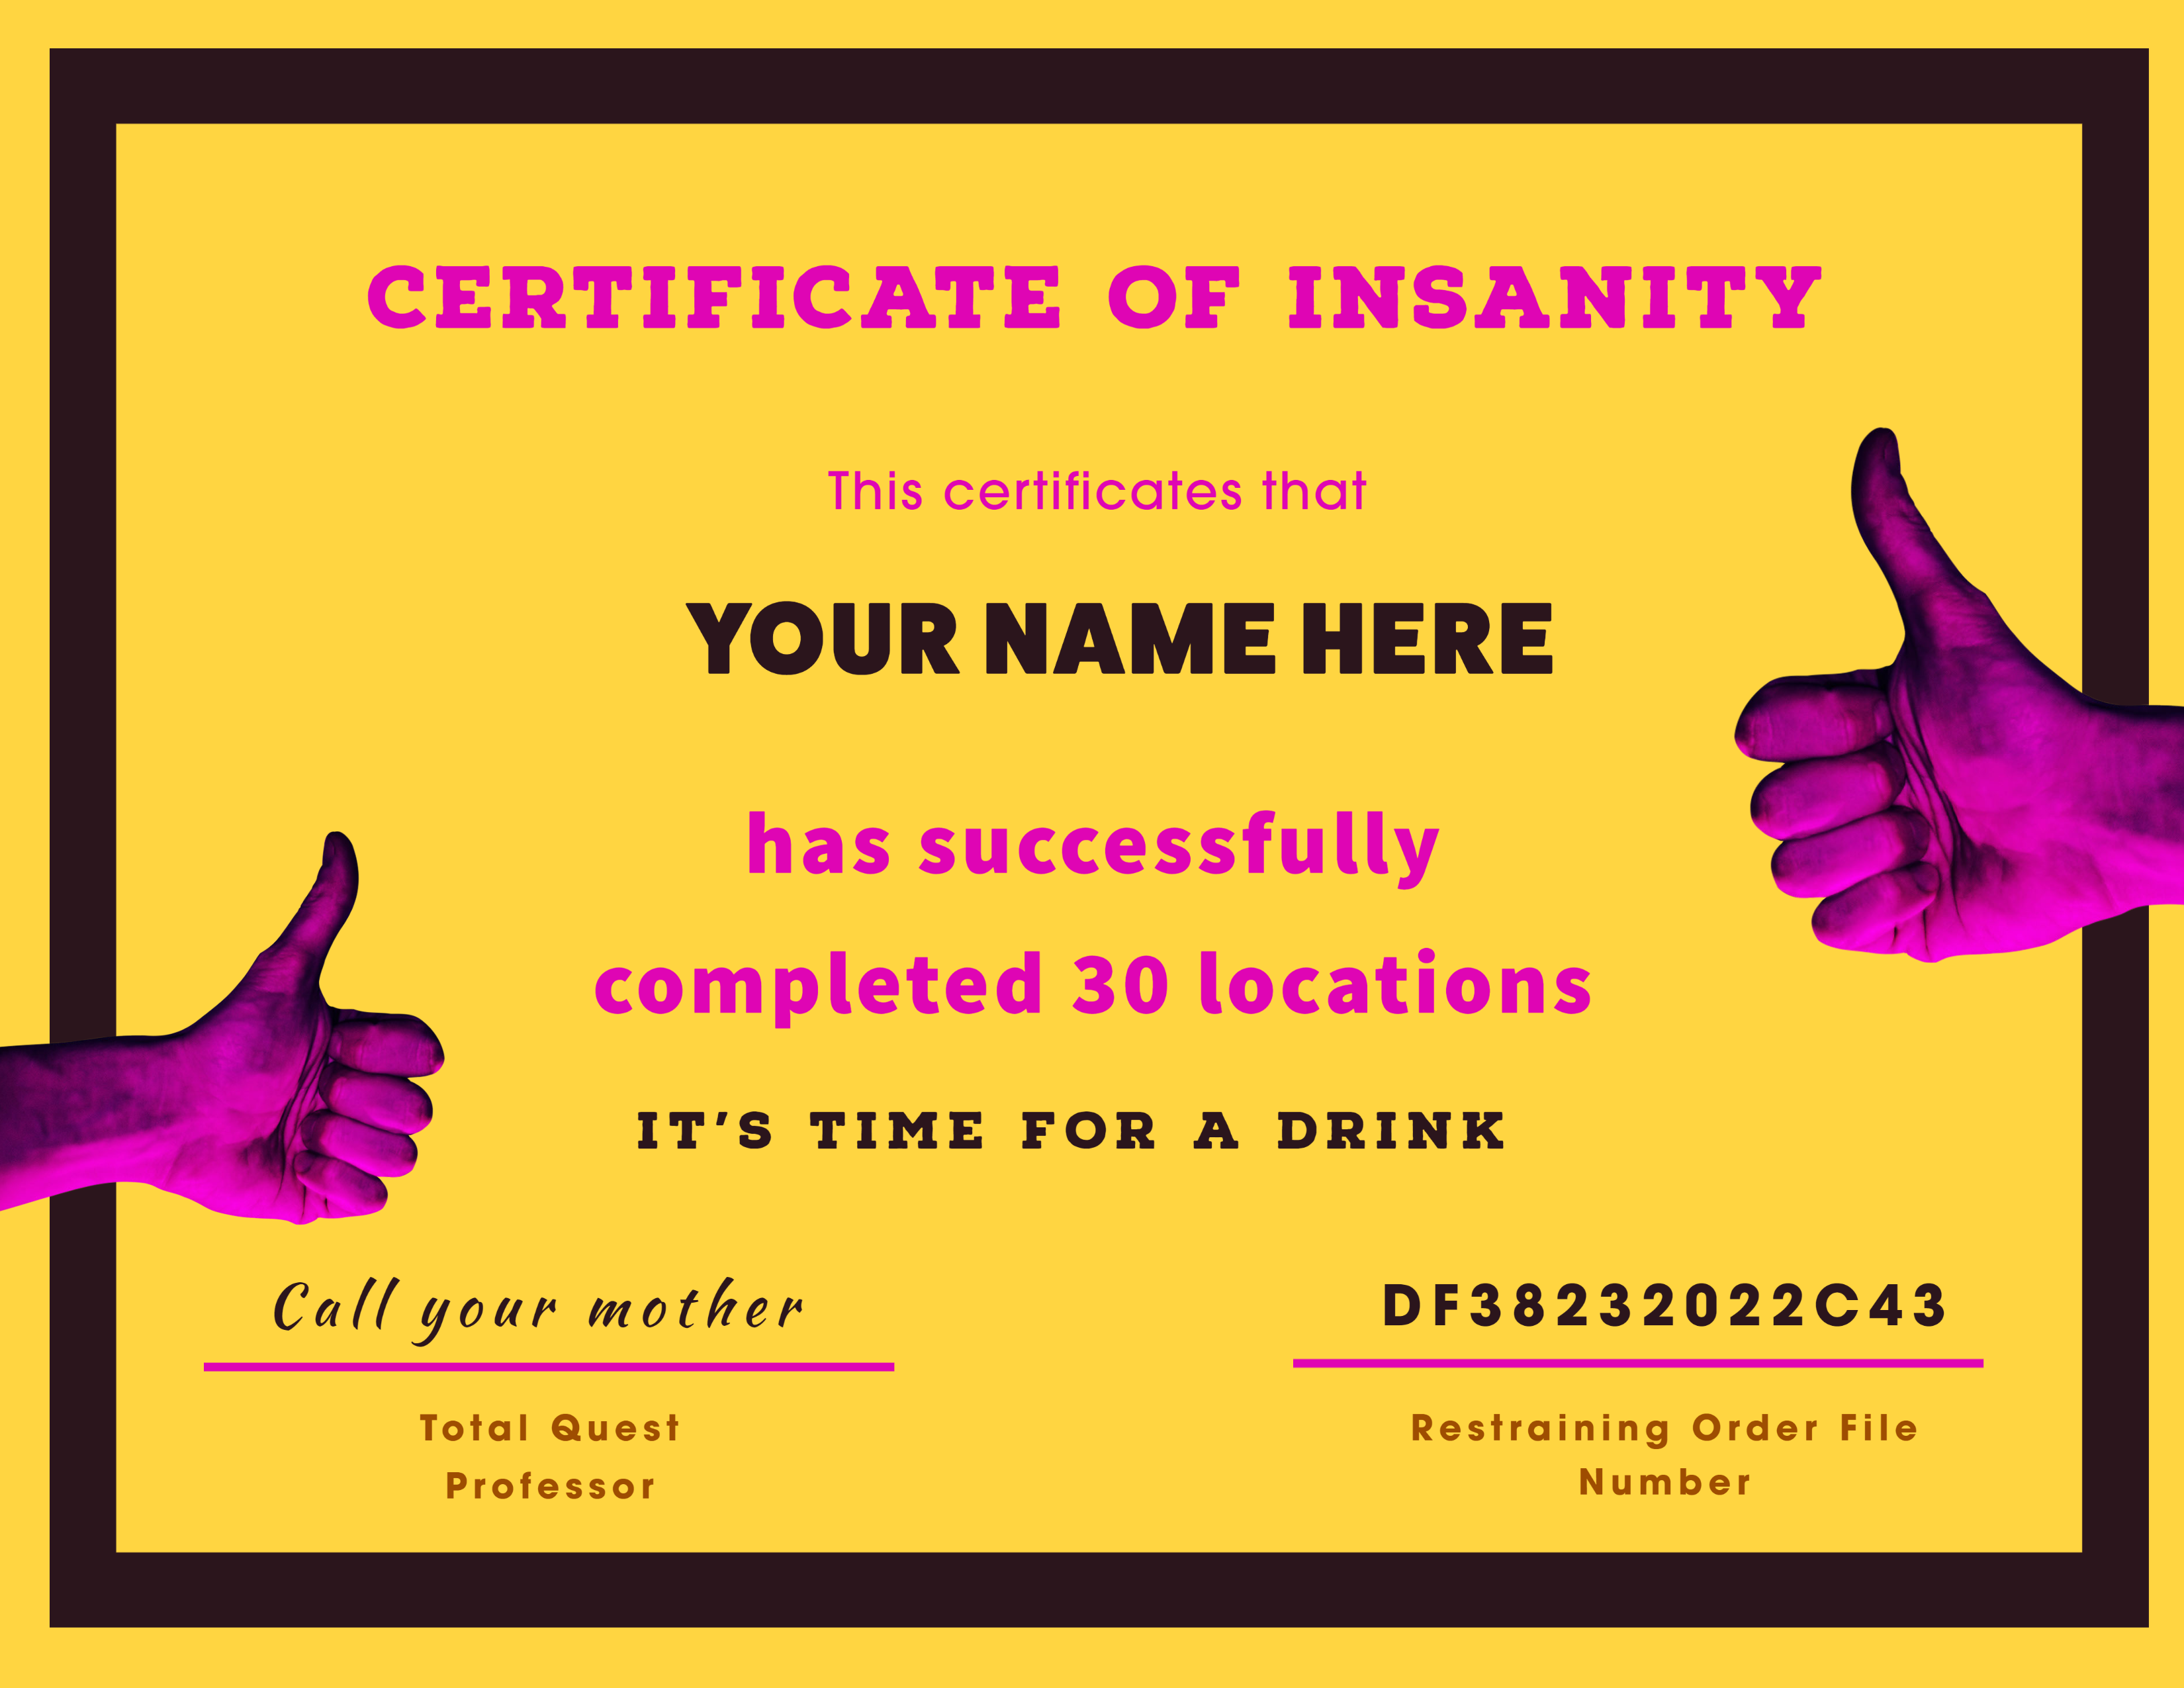 CERTIFICATE OF INSANITY
This certificates that
YOUR NAME HERE
has successfully
completed 30 locations
IT'S TIME FOR A DRINK
Call your mother
DF38232022C43
Total Quest
Professor
Restraining Order File
Number